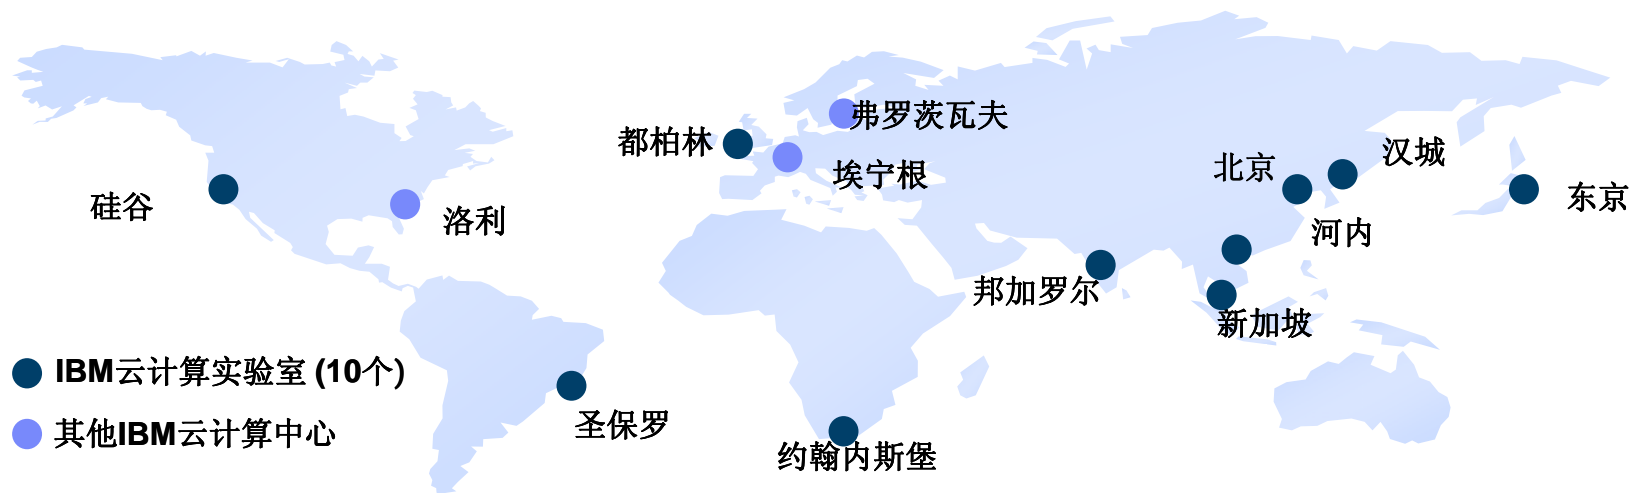 弗罗茨瓦夫
都柏林
埃宁根
北京
汉城
硅谷
洛利
东京
河内
邦加罗尔
新加坡
IBM云计算实验室 (10个)
圣保罗
其他IBM云计算中心
约翰内斯堡